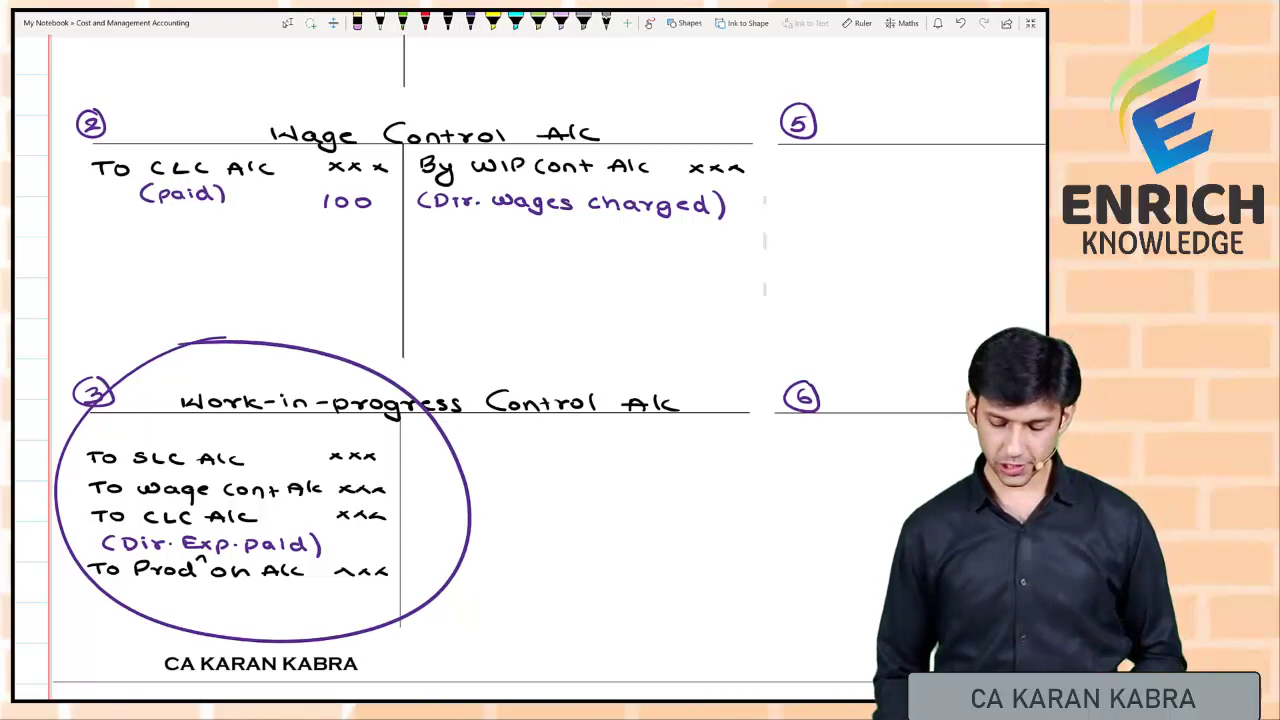 My Notebook » Cost and Management Accounting
Shapes
Ink to Shape
Ink to Text
Ruler
Maths
2
Wage Control A/c
To CLC A/c xxx
(paid) 100
By WIP Cont A/c xxx
(Dir. wages charged)
5
3
Work-in-progress Control A/c
To SLC A/c xxx
To Wage Cont A/c xxx
To CLC A/c xxx
(Dir. Exp. paid)
To Prod^n OH A/c xxx
6
CA KARAN KABRA
ENRICH
KNOWLEDGE
CA KARAN KABRA